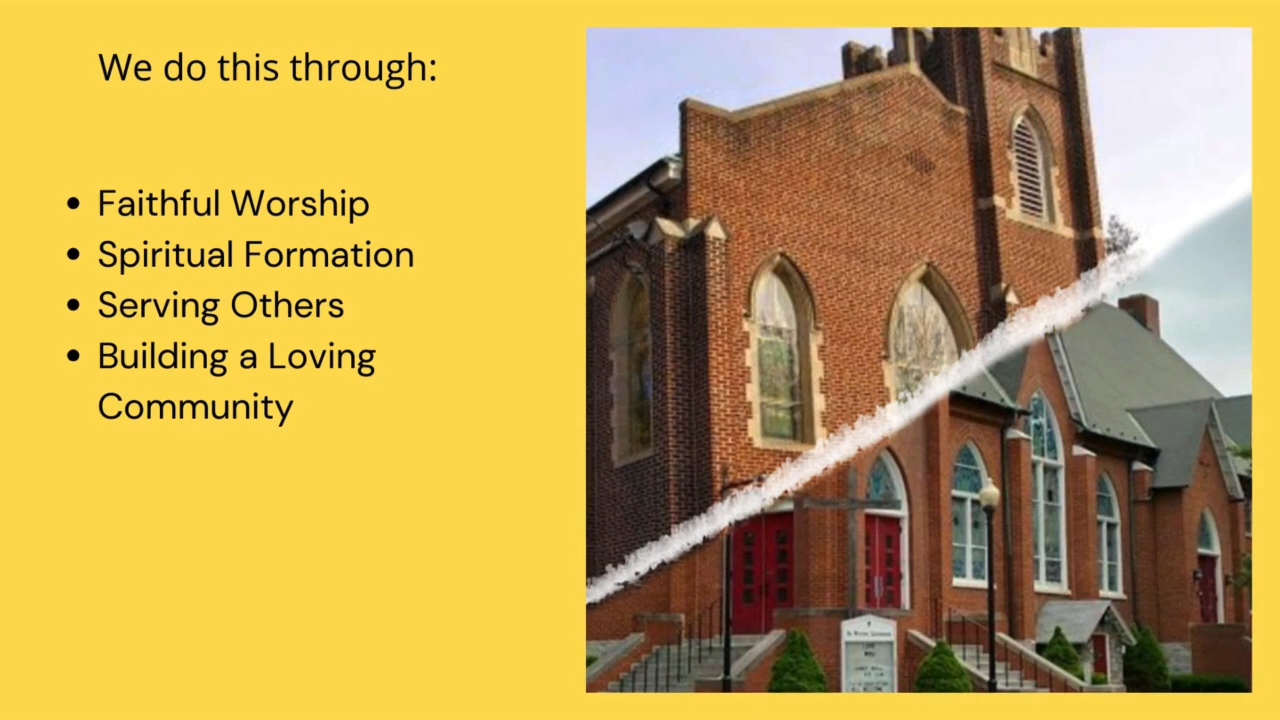 We do this through:
• Faithful Worship
• Spiritual Formation
• Serving Others
• Building a Loving
Community